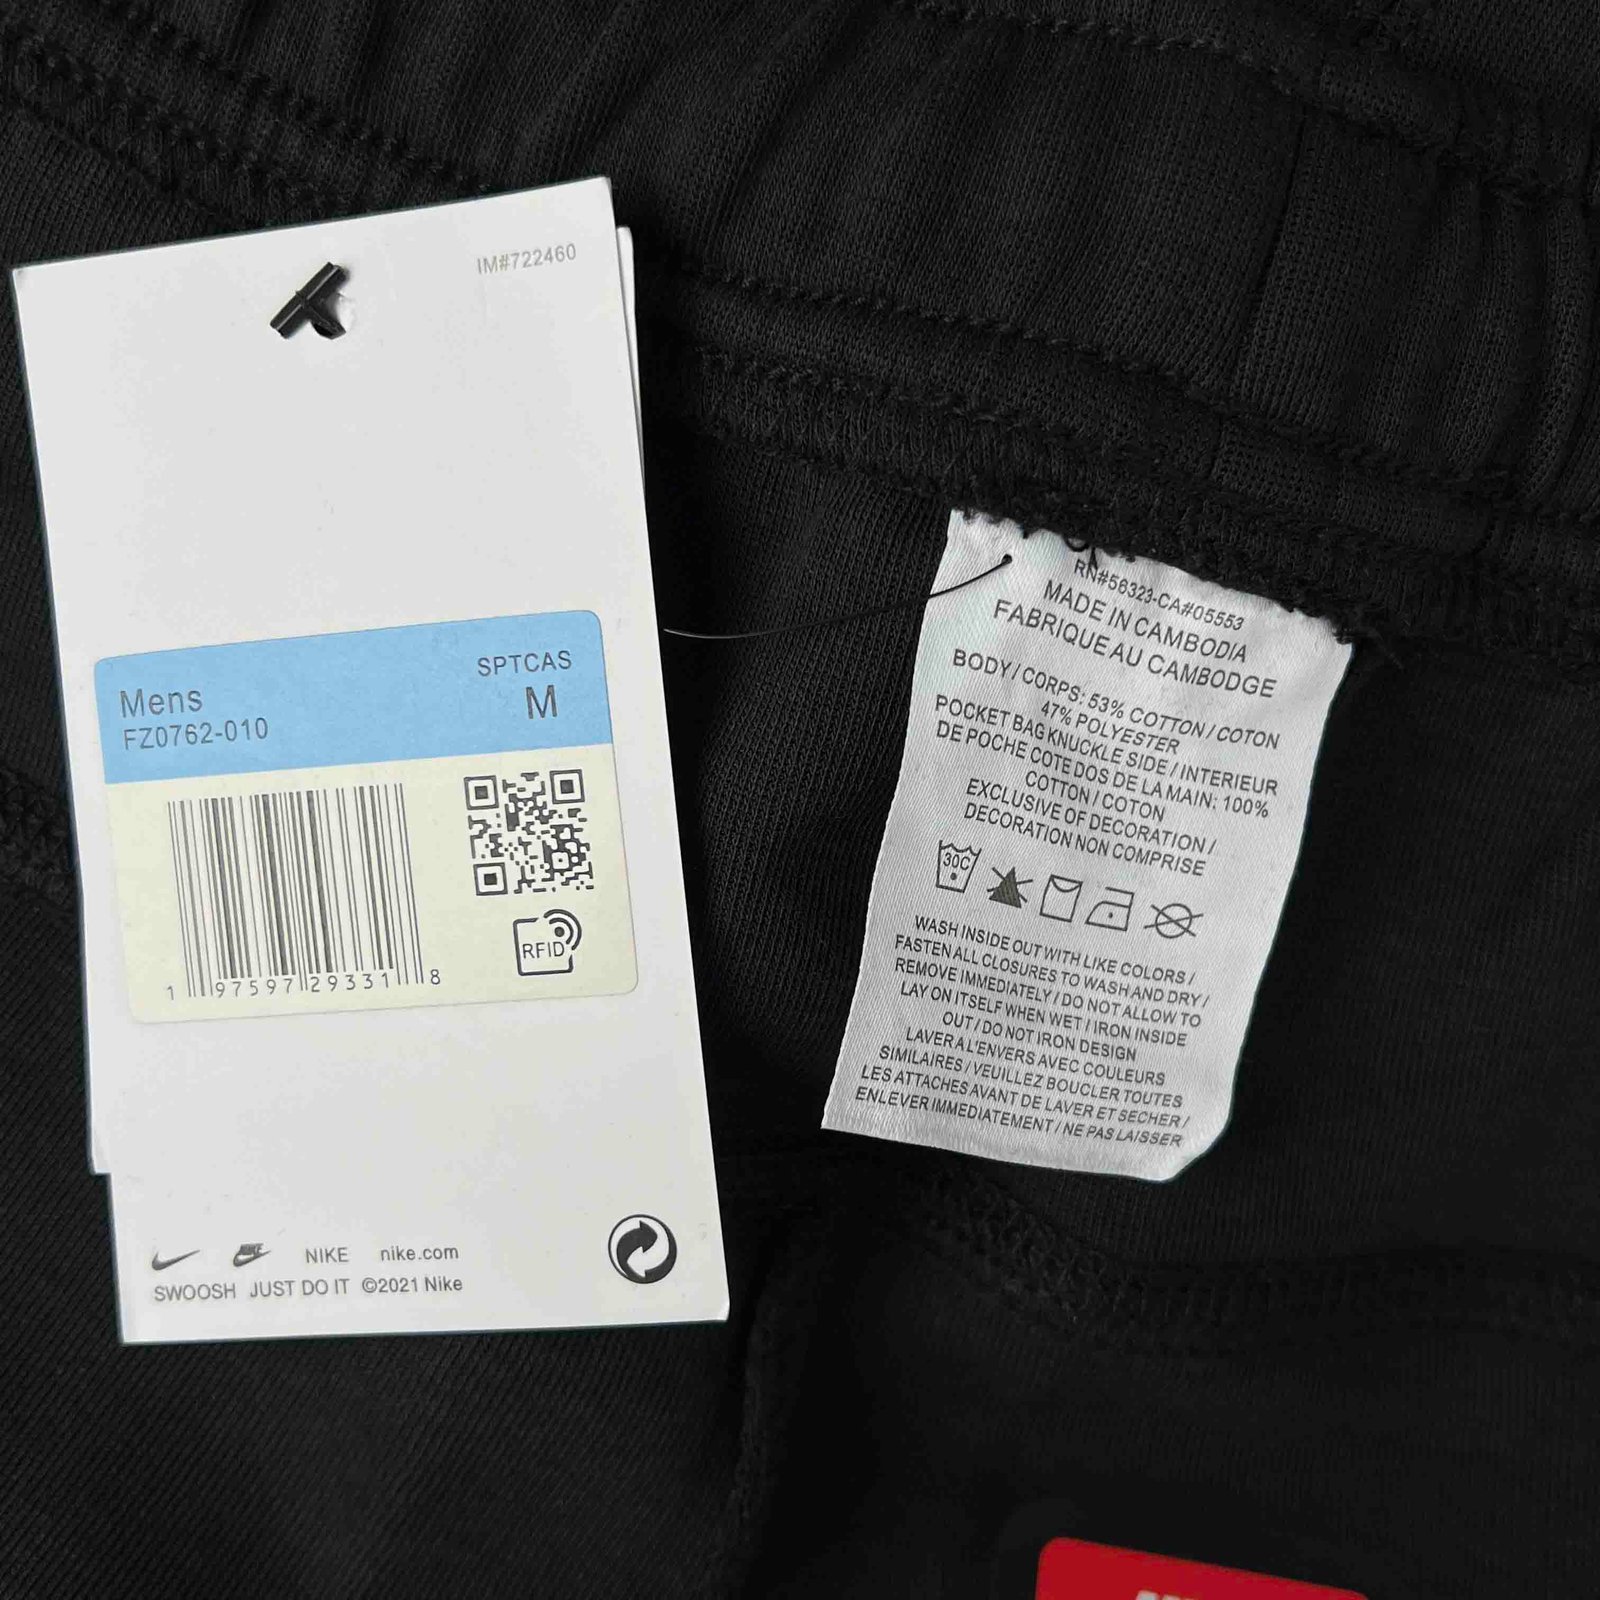 IM#722460
SPTCAS
Mens
M
FZ0762-010
RFID
1 97597 29331 8
NIKE nike.com
SWOOSH JUST DO IT ©2021 Nike
RN#56323-CA#05553
MADE IN CAMBODIA
FABRIQUE AU CAMBODGE
BODY / CORPS: 53% COTTON / COTON
47% POLYESTER
POCKET BAG KNUCKLE SIDE / INTERIEUR
DE POCHE COTE DOS DE LA MAIN: 100%
COTTON / COTON
EXCLUSIVE OF DECORATION /
DECORATION NON COMPRISE
30C
WASH INSIDE OUT WITH LIKE COLORS /
FASTEN ALL CLOSURES TO WASH AND DRY /
REMOVE IMMEDIATELY / DO NOT ALLOW TO
LAY ON ITSELF WHEN WET / IRON INSIDE
OUT / DO NOT IRON DESIGN
LAVER A L'ENVERS AVEC COULEURS
SIMILAIRES / VEUILLEZ BOUCLER TOUTES
LES ATTACHES AVANT DE LAVER ET SECHER /
ENLEVER IMMEDIATEMENT / NE PAS LAISSER